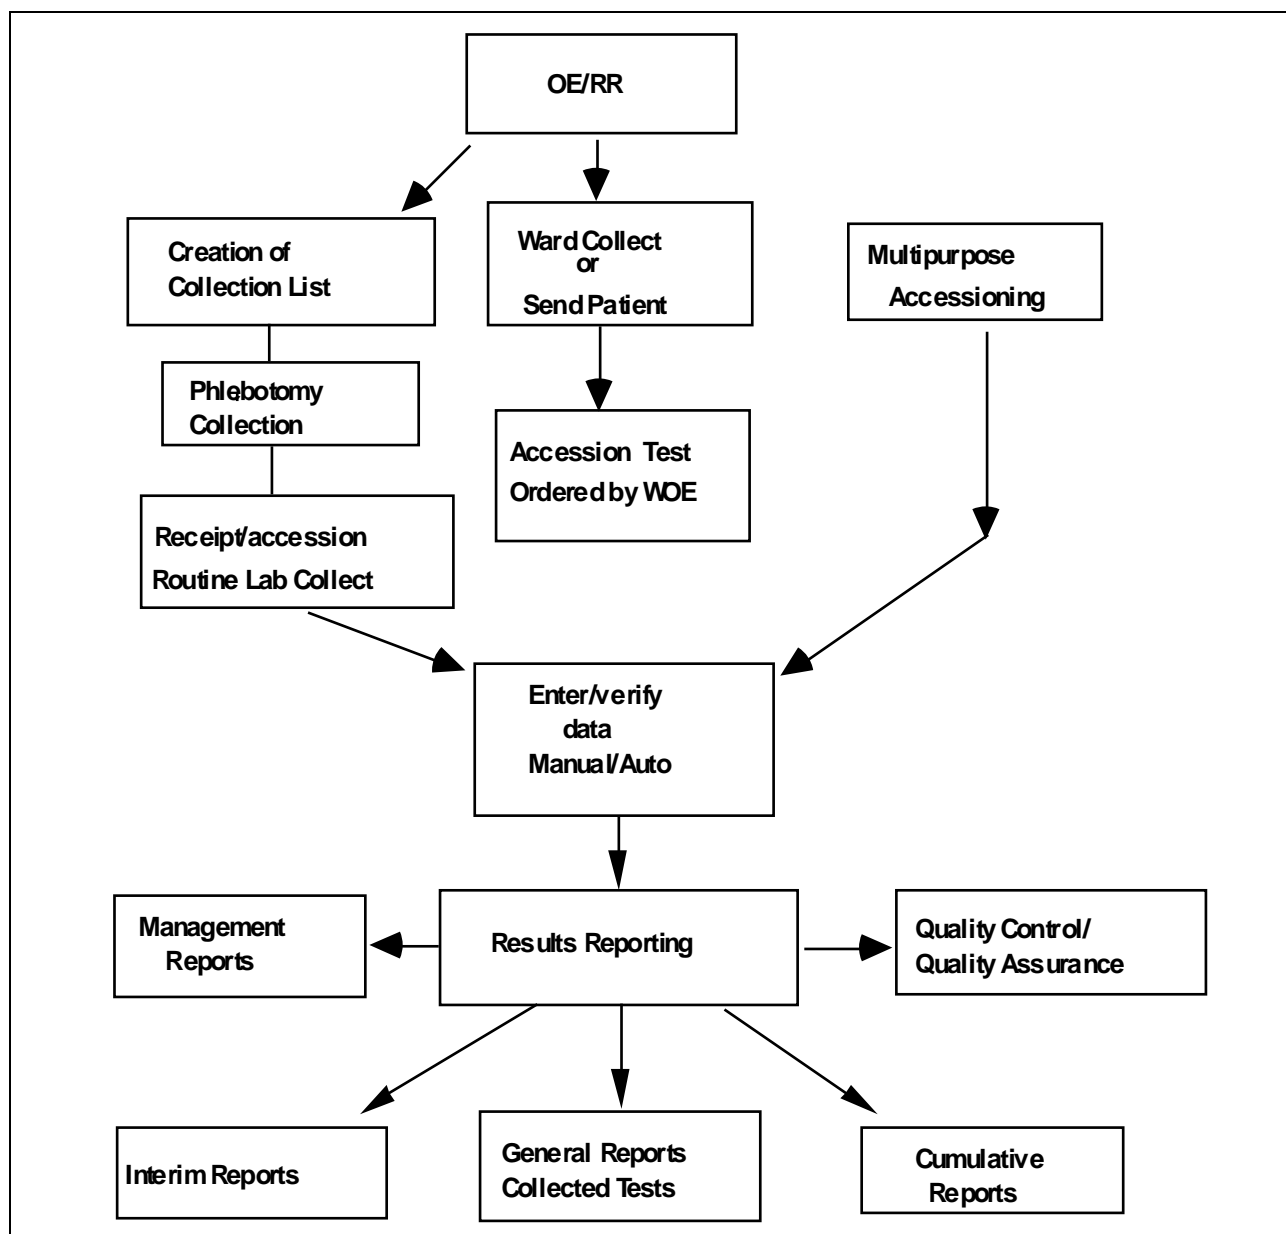 OE/RR
Creation of
Collection List
Ward Collect
or
Send Patient
Multipurpose
Accessioning
Phlebotomy
Collection
Accession Test
Ordered by WOE
Receipt/accession
Routine Lab Collect
Enter/verify
data
Manual/Auto
Management
Reports
Results Reporting
Quality Control/
Quality Assurance
Interim Reports
General Reports
Collected Tests
Cumulative
Reports